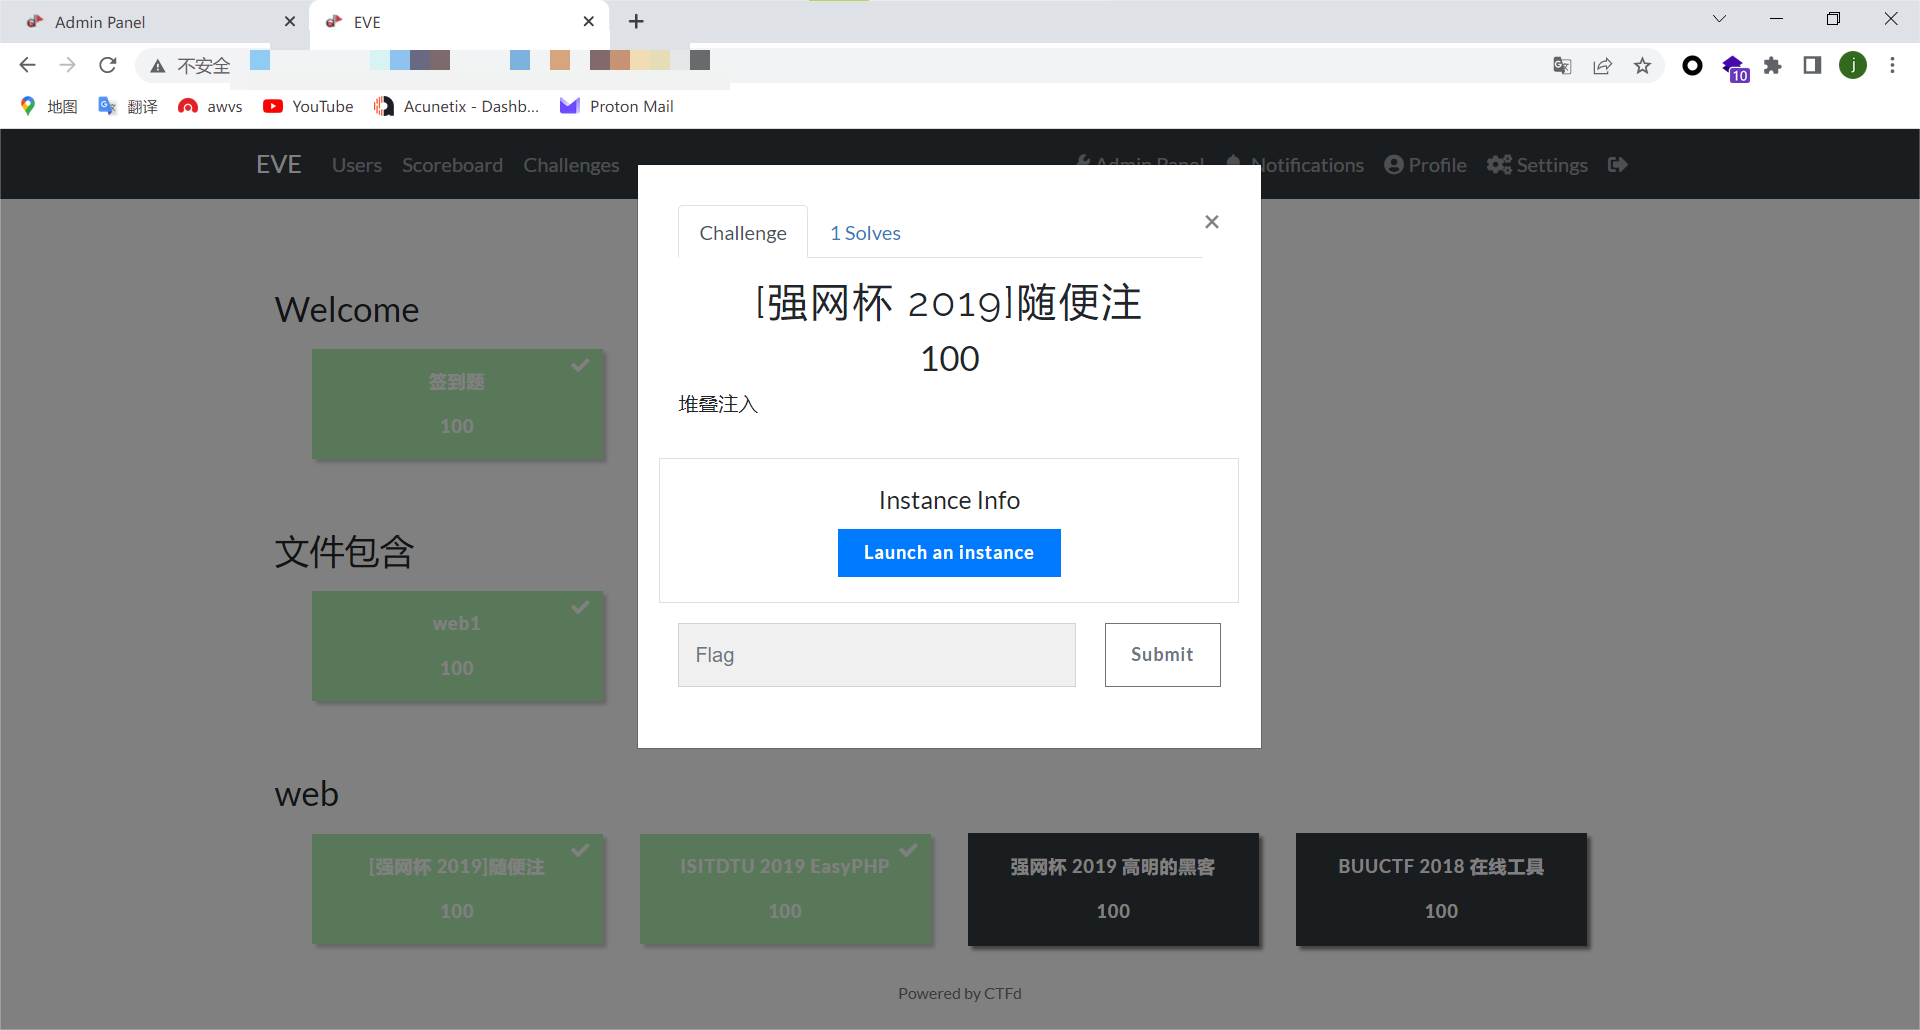 Admin Panel
EVE
不安全
10
j
地图
翻译
awvs
YouTube
Acunetix - Dashb...
Proton Mail
EVE
Users
Scoreboard
Challenges
Admin Panel
Notifications
Profile
Settings
Challenge
1 Solves
[强网杯 2019]随便注
100
堆叠注入
Instance Info
Launch an instance
Flag
Submit
Welcome
签到题
100
文件包含
web1
100
web
[强网杯 2019]随便注
100
ISITDTU 2019 EasyPHP
100
强网杯 2019 高明的黑客
100
BUUCTF 2018 在线工具
100
Powered by CTFd